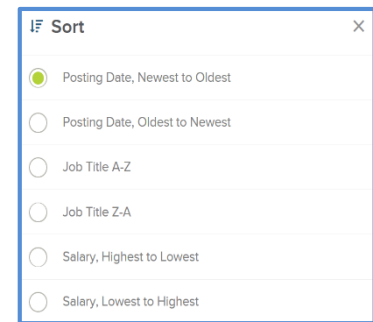 Sort
Posting Date, Newest to Oldest
Posting Date, Oldest to Newest
Job Title A-Z
Job Title Z-A
Salary, Highest to Lowest
Salary, Lowest to Highest